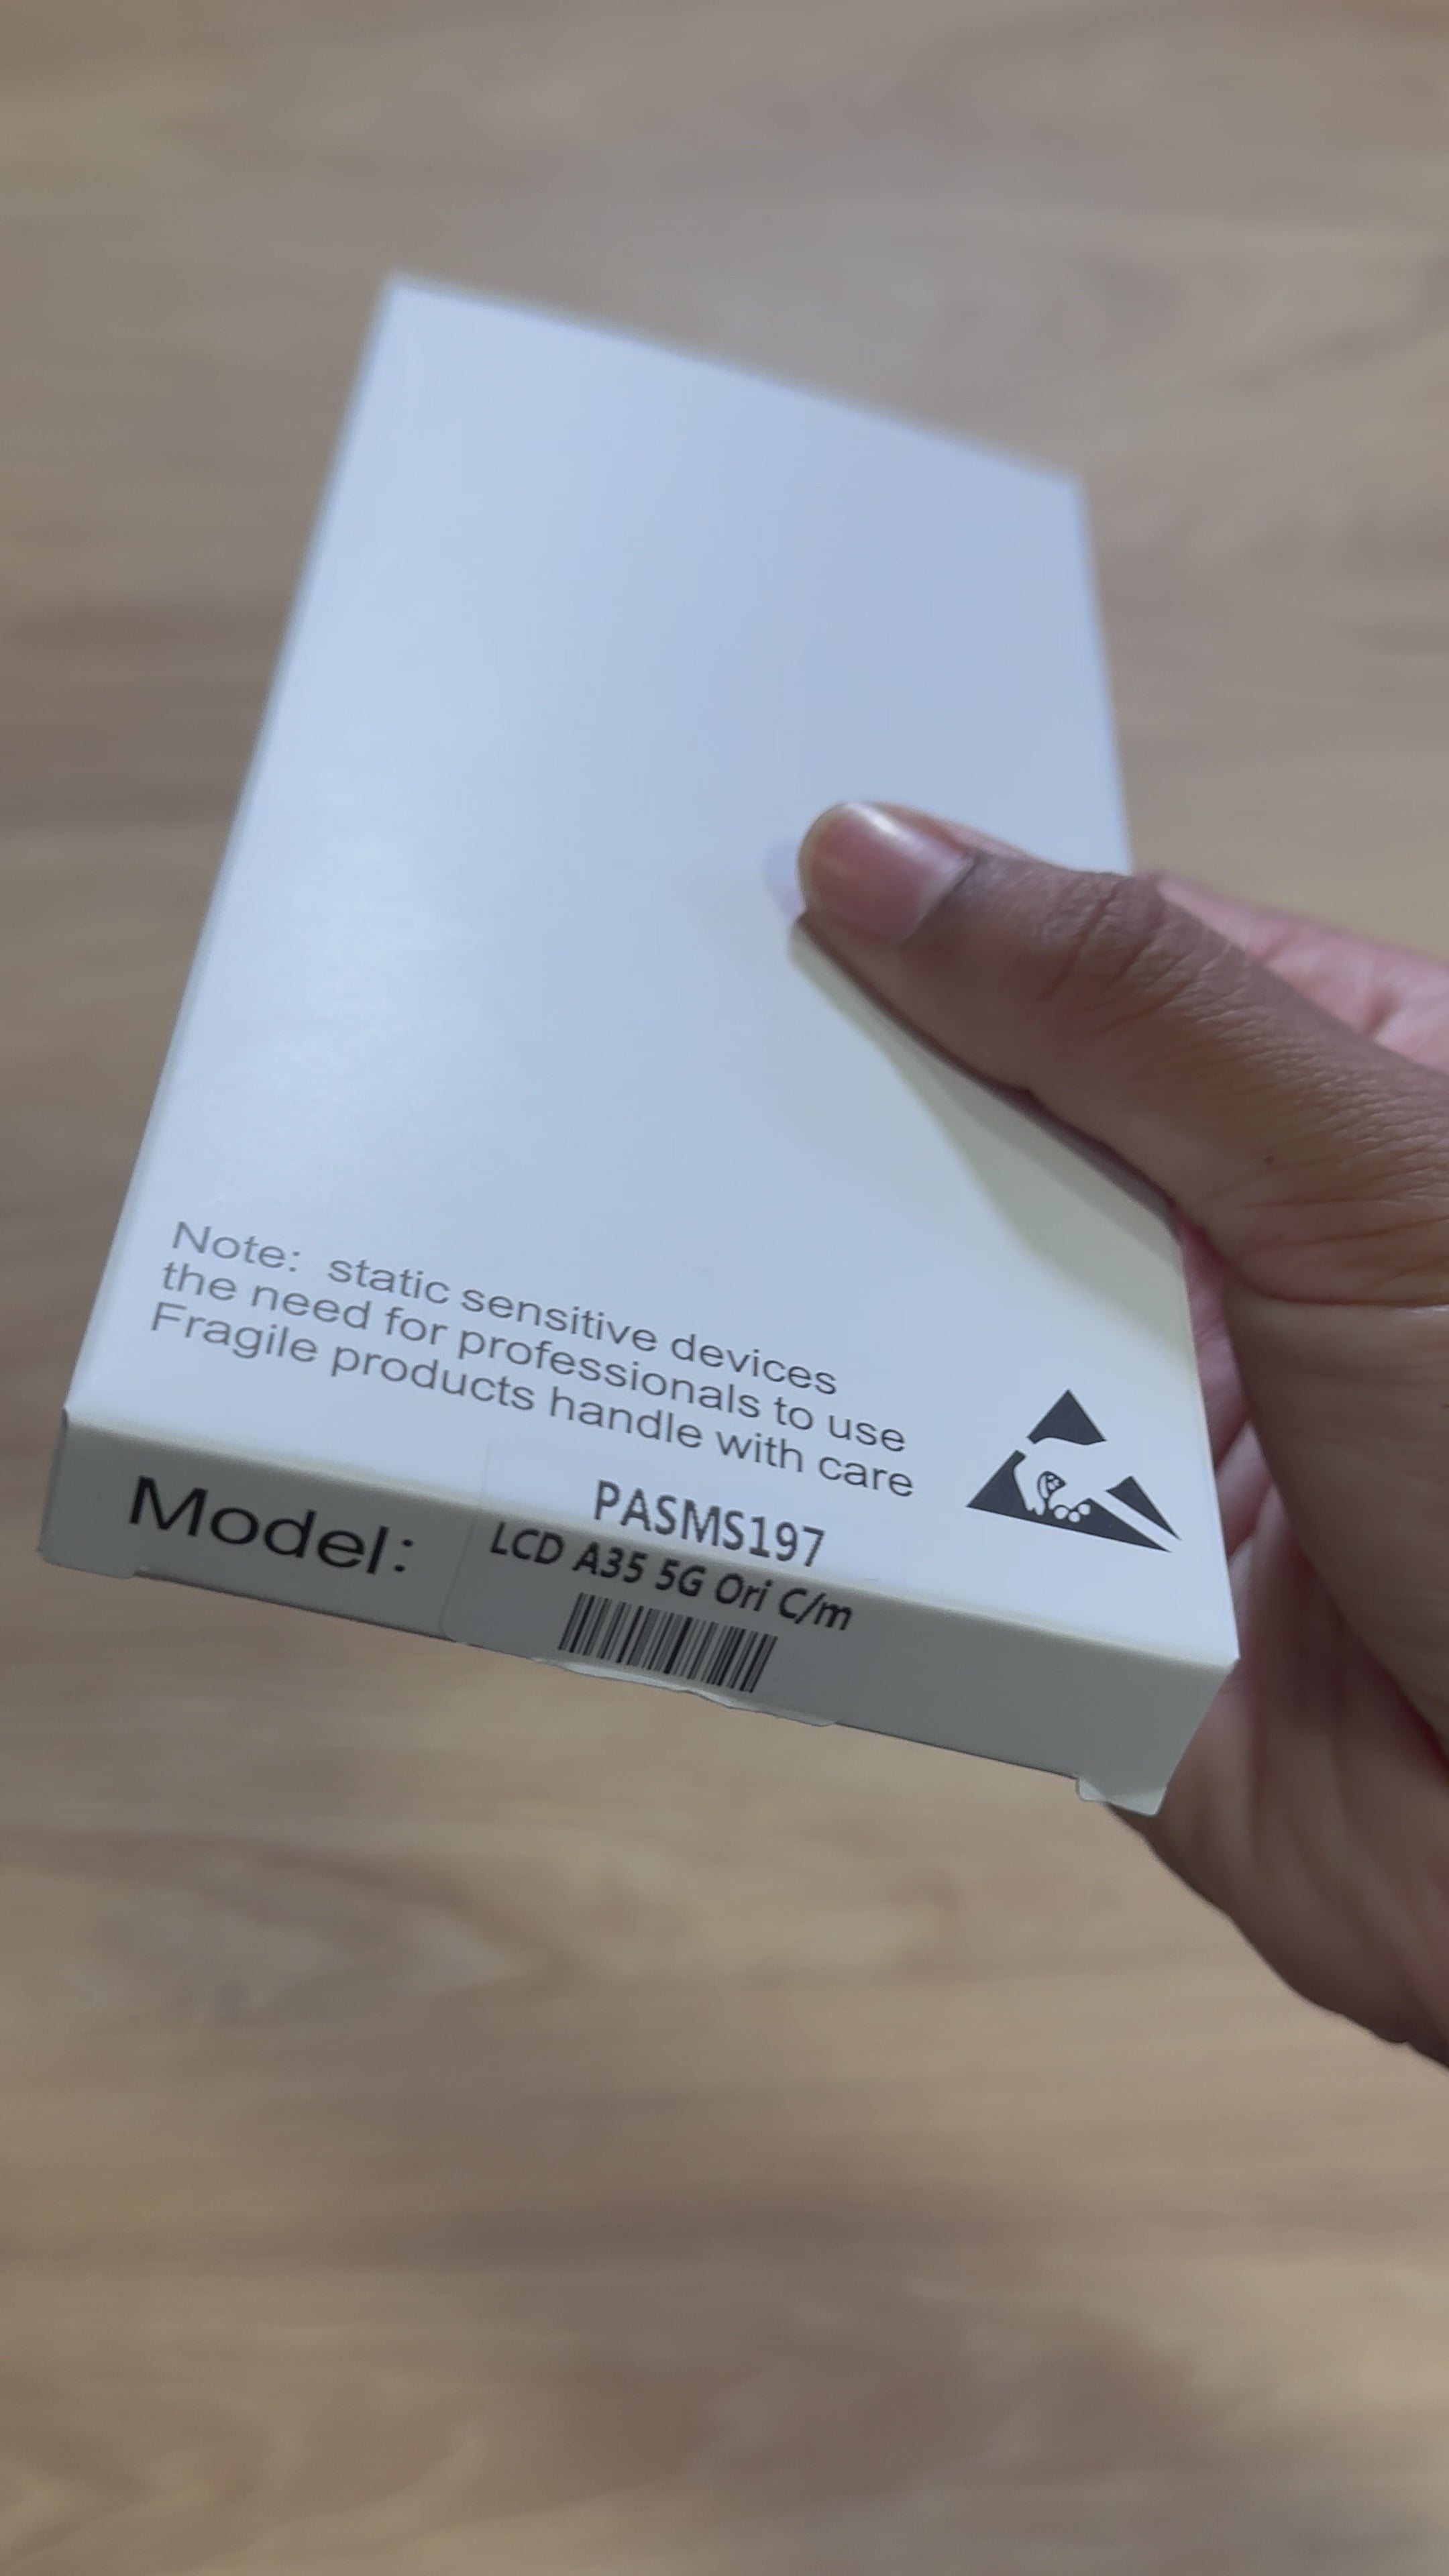 Note: static sensitive devices
the need for professionals to use
Fragile products handle with care
Model:
PASMS197
LCD A35 5G Ori C/m